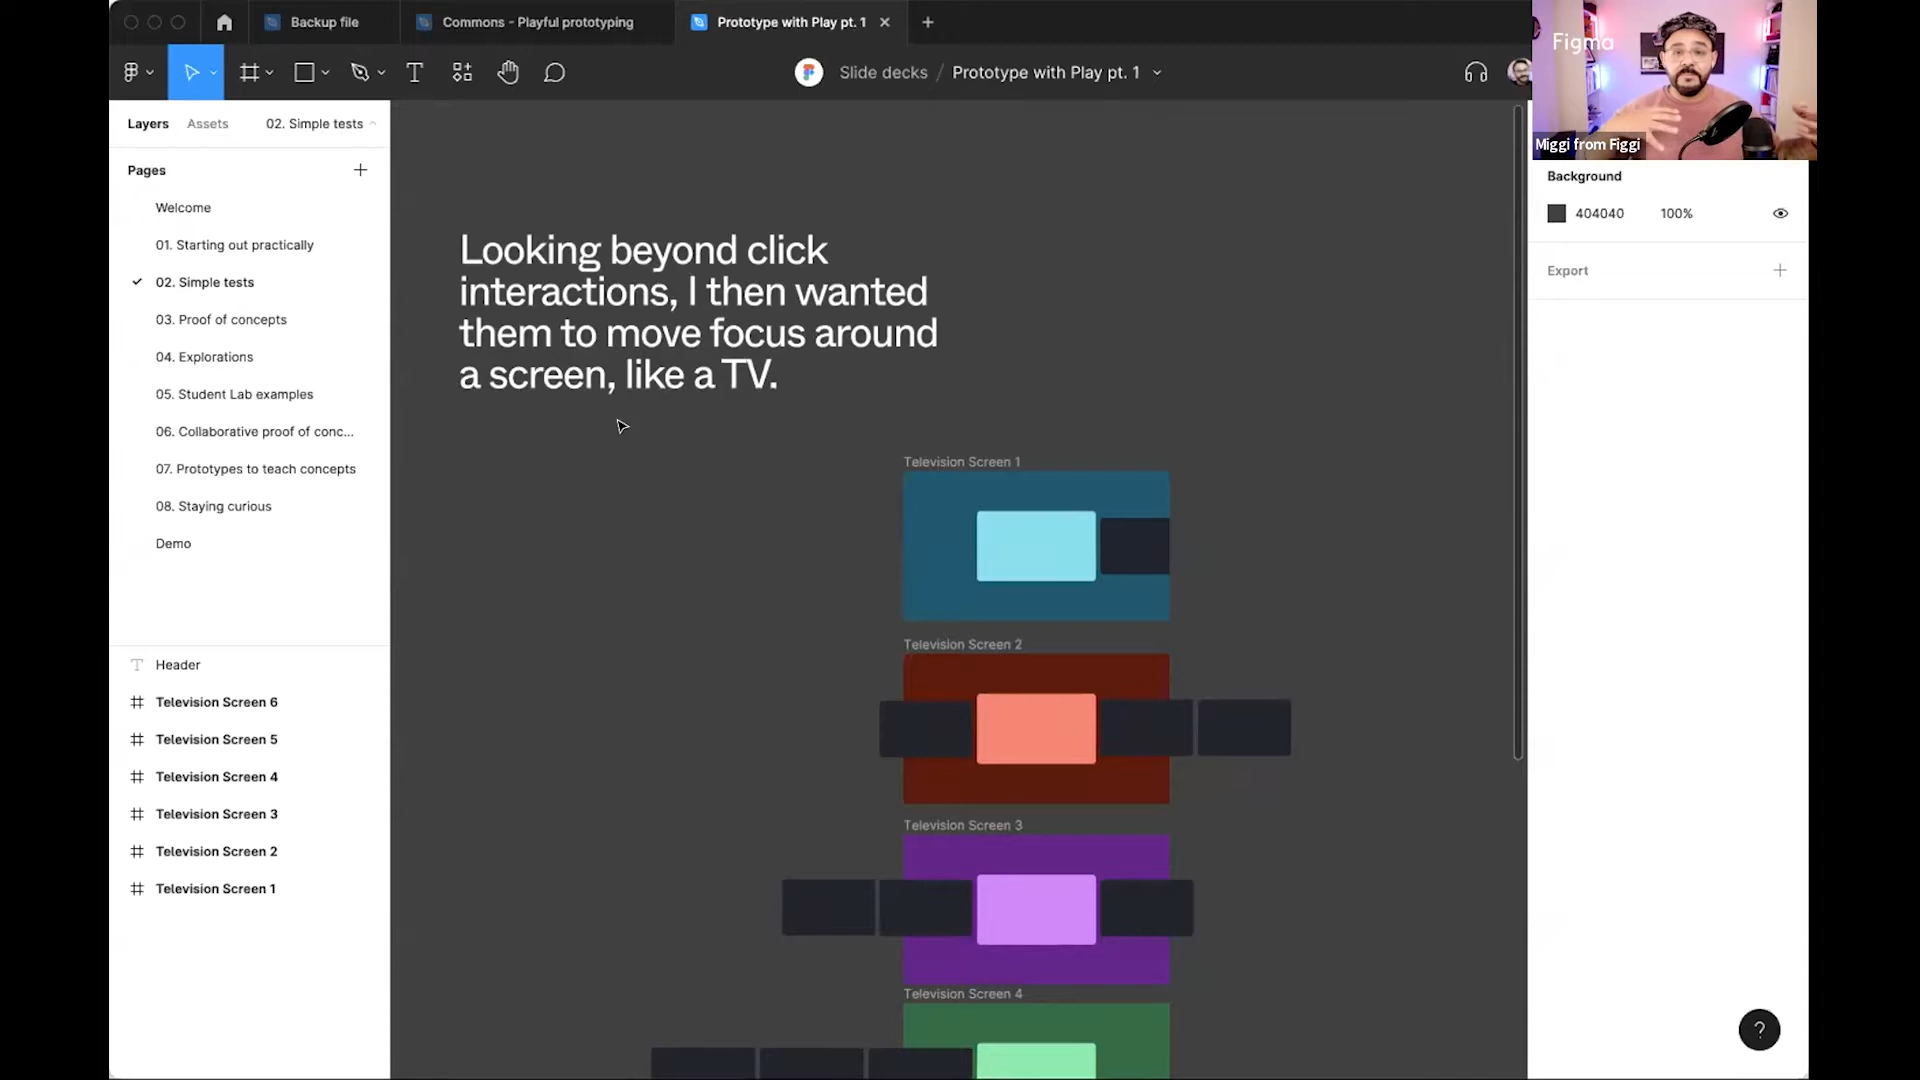 Backup file
Commons - Playful prototyping
Prototype with Play pt. 1
Slide decks / Prototype with Play pt. 1
Figma
Miggi from Figgi
Layers
Assets
02. Simple tests
Pages
Welcome
01. Starting out practically
02. Simple tests
03. Proof of concepts
04. Explorations
05. Student Lab examples
06. Collaborative proof of conc...
07. Prototypes to teach concepts
08. Staying curious
Demo
Header
Television Screen 6
Television Screen 5
Television Screen 4
Television Screen 3
Television Screen 2
Television Screen 1
Looking beyond click
interactions, I then wanted
them to move focus around
a screen, like a TV.
Television Screen 1
Television Screen 2
Television Screen 3
Television Screen 4
Background
404040 100%
Export
?